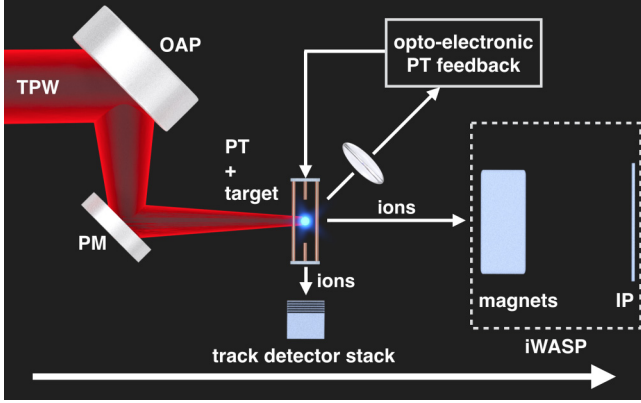 OAP
TPW
opto-electronic
PT feedback
PT
+
target
PM
ions
ions
magnets
IP
track detector stack
iWASP